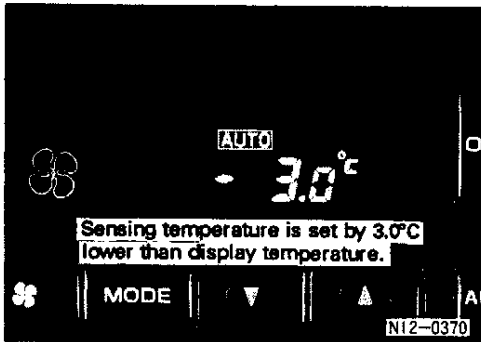 AUTO
- 3.0°C
Sensing temperature is set by 3.0°C
lower than display temperature.
MODE
N12-0370